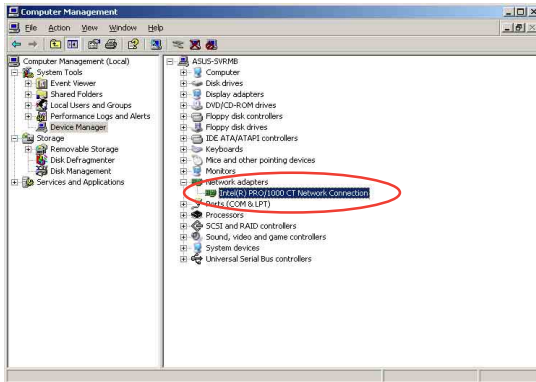 Computer Management
File Action View Window Help
Computer Management (Local)
System Tools
Event Viewer
Shared Folders
Local Users and Groups
Performance Logs and Alerts
Device Manager
Storage
Removable Storage
Disk Defragmenter
Disk Management
Services and Applications
ASUS-SVRMB
Computer
Disk drives
Display adapters
DVD/CD-ROM drives
Floppy disk controllers
Floppy disk drives
IDE ATA/ATAPI controllers
Keyboards
Mice and other pointing devices
Monitors
Network adapters
Intel(R) PRO/1000 CT Network Connection
Ports (COM & LPT)
Processors
SCSI and RAID controllers
Sound, video and game controllers
System devices
Universal Serial Bus controllers